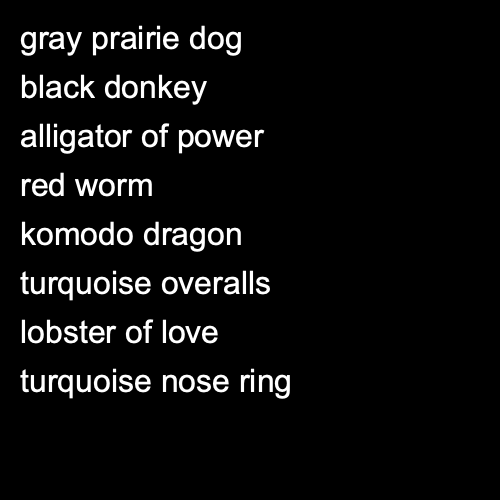 gray prairie dog
black donkey
alligator of power
red worm
komodo dragon
turquoise overalls
lobster of love
turquoise nose ring